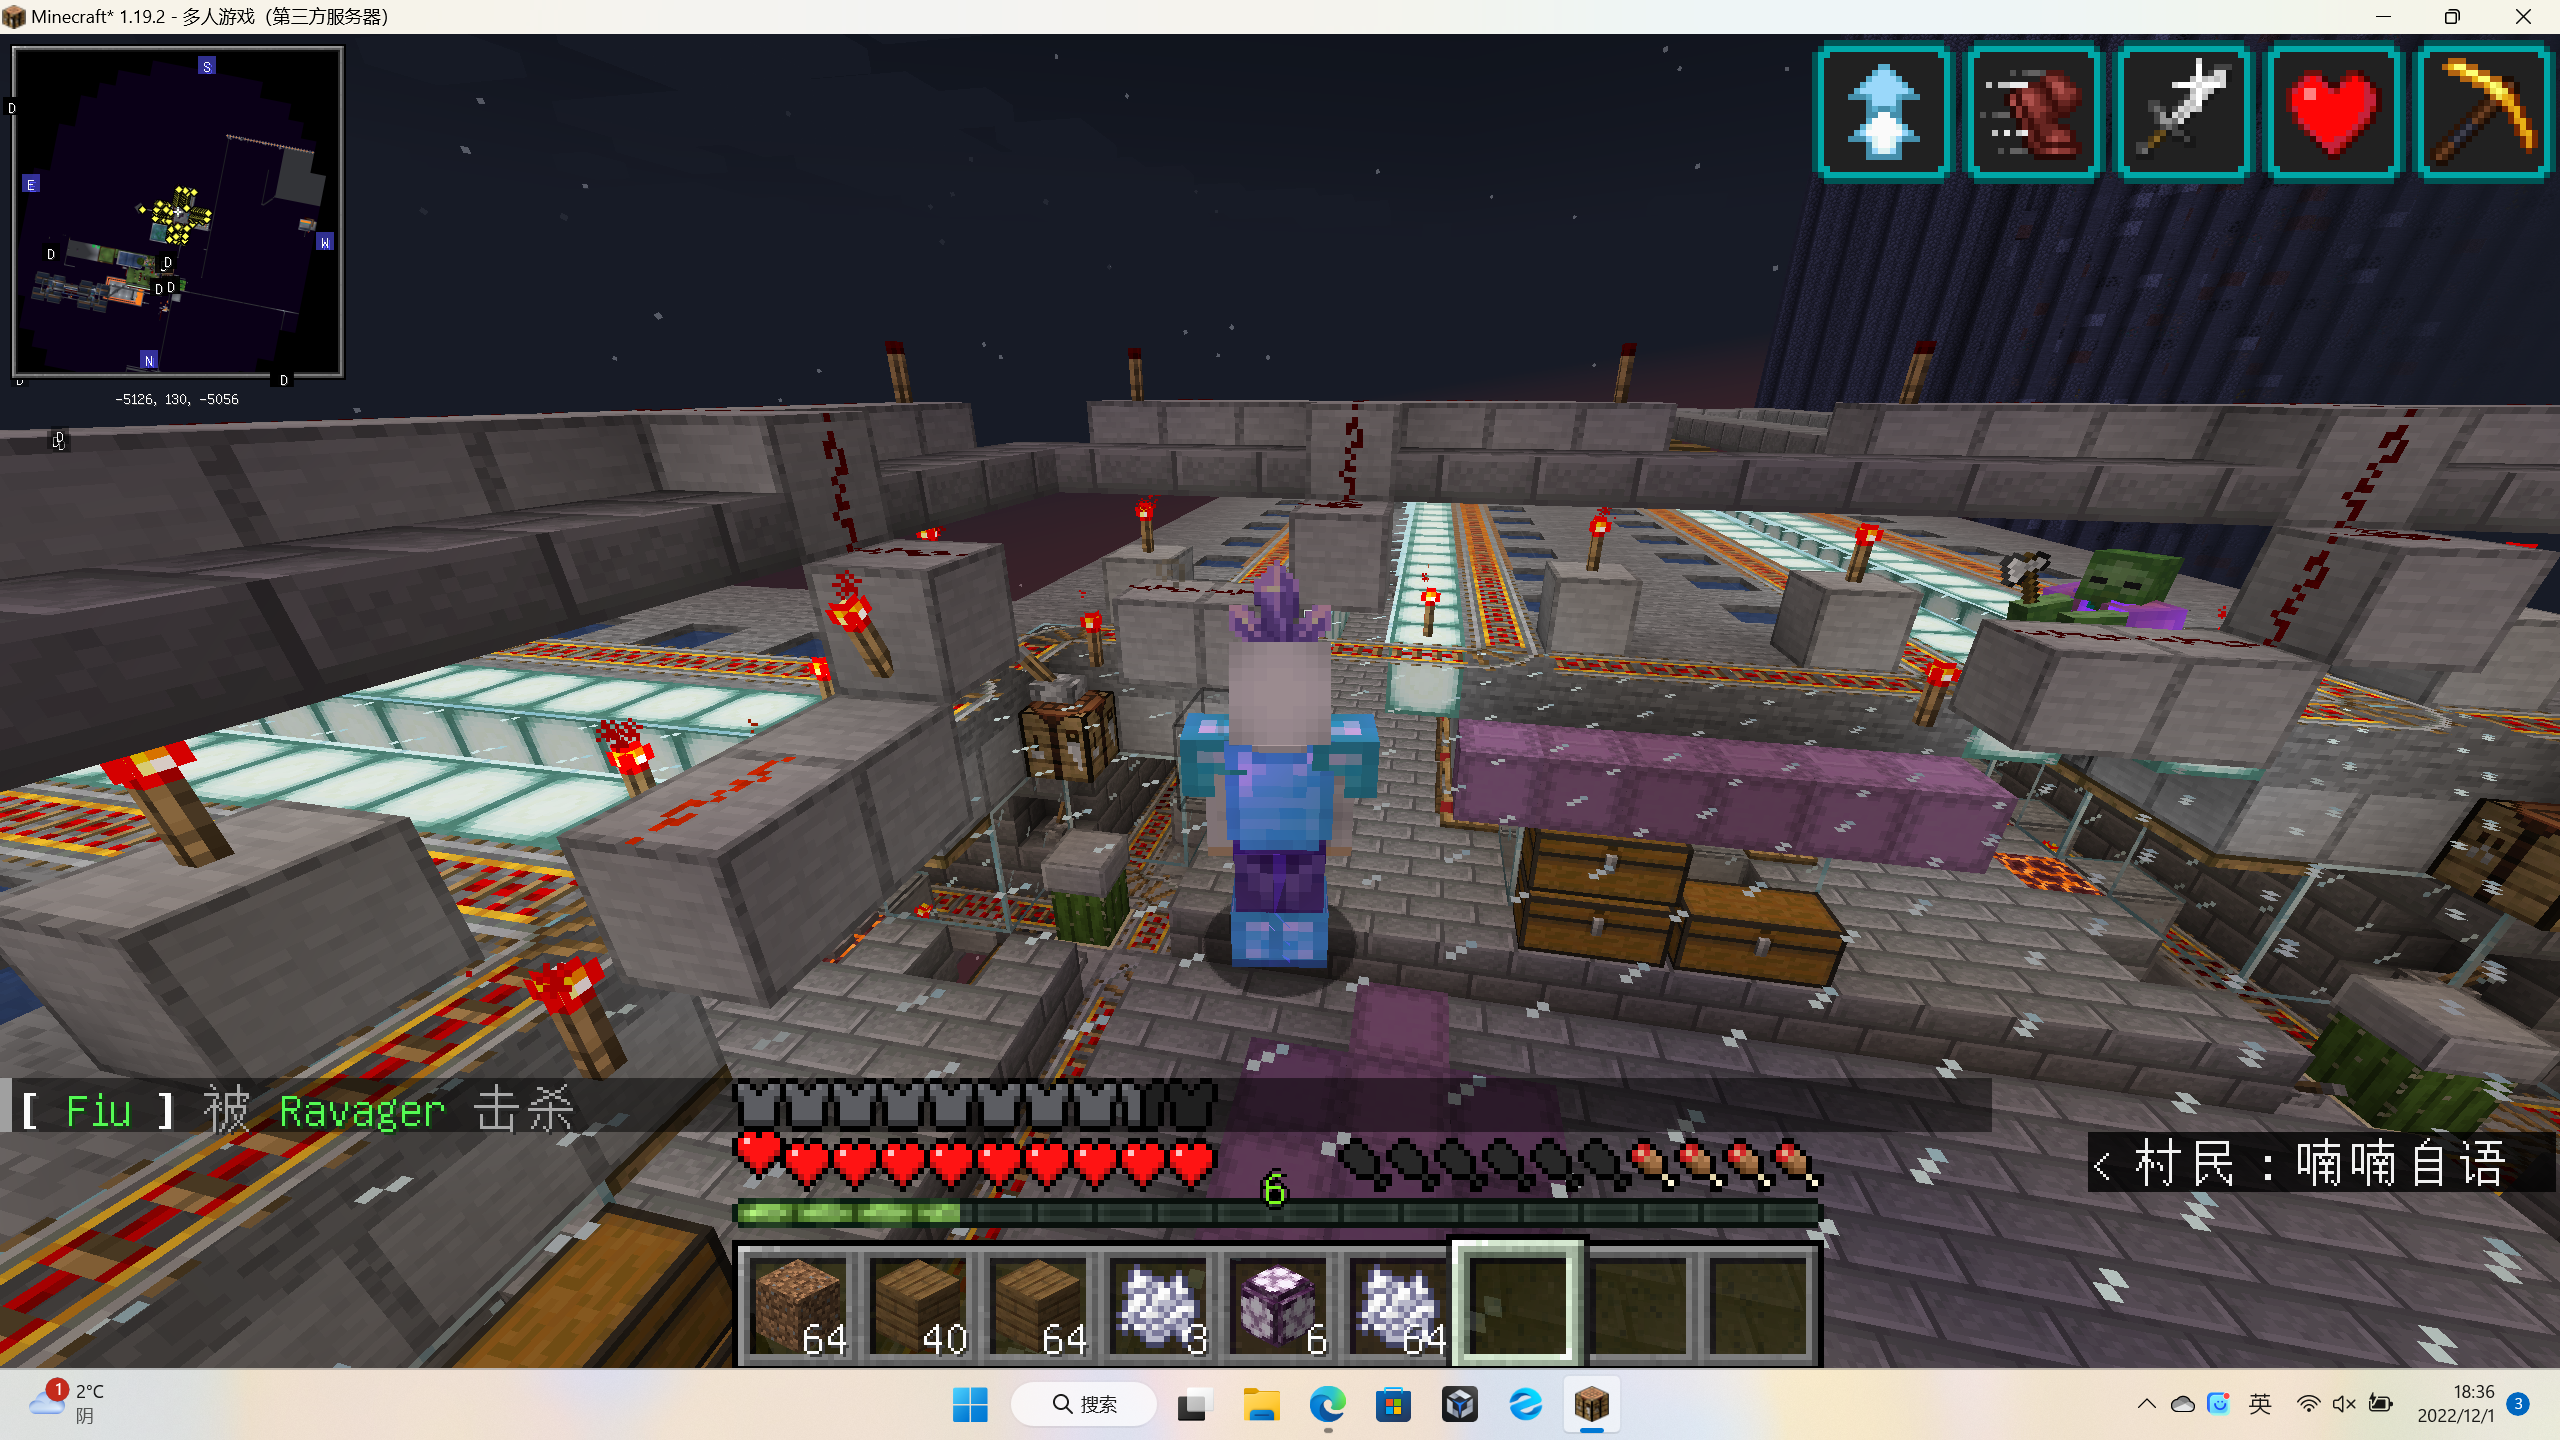 Minecraft* 1.19.2 - 多人游戏（第三方服务器）
S
D
E
W
D
D
D D
N
D
D
-5126, 130, -5056
D
D
[ Fiu ] 被 Ravager 击杀
< 村民：喃喃自语
6
64
40
64
3
6
64
1
2°C
阴
搜索
英
18:36
2022/12/1
3